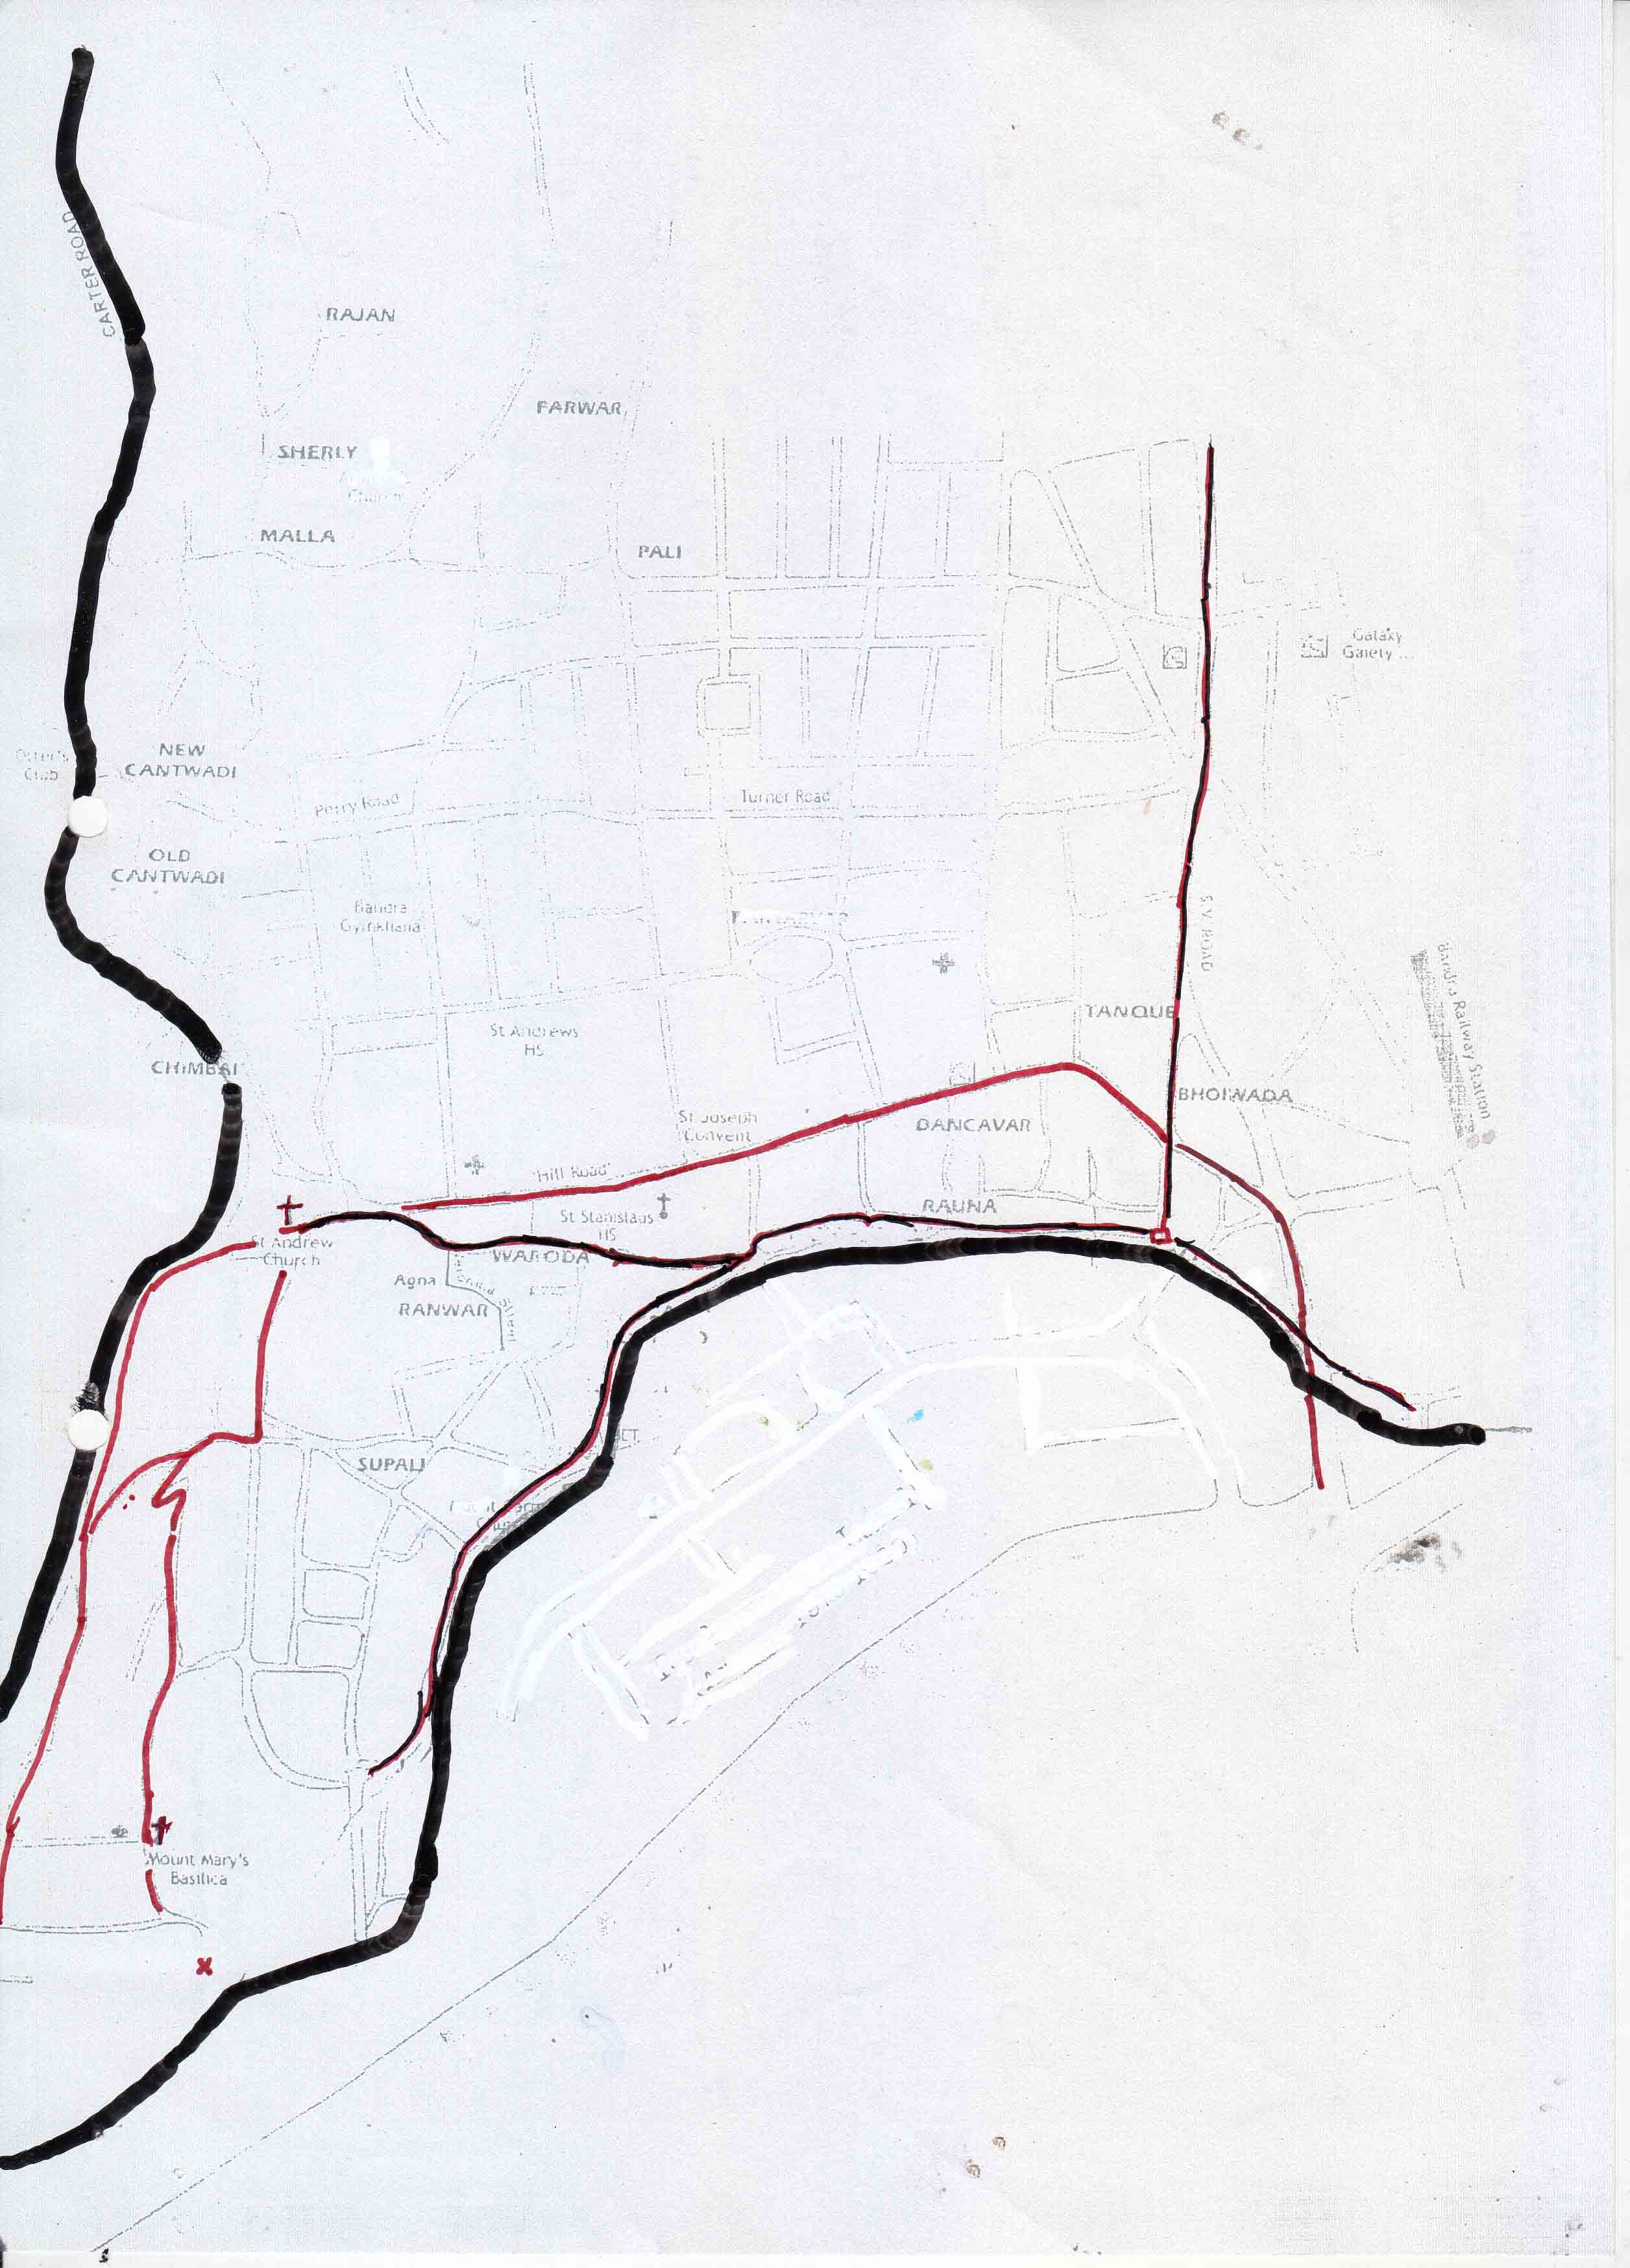 CARTER ROAD
RAJAN
FARWAR
SHERLY
Church
MALLA
PALI
Galaxy
Gaiety ...
NEW
CANTWADI
Club
Perry Road
Turner Road
OLD
CANTWADI
Bandra
Gymkhana
S V ROAD
Bandra Railway Station
TANQUE
St Andrews
HS
CHIMBAI
BHOIWADA
St Joseph
Convent
BANCAVAR
Hill Road
RAUNA
St Stanislaus
HS
St Andrew
Church
WARODA
Agna
RANWAR
SUPALI
Mount Mary's
Basilica
x